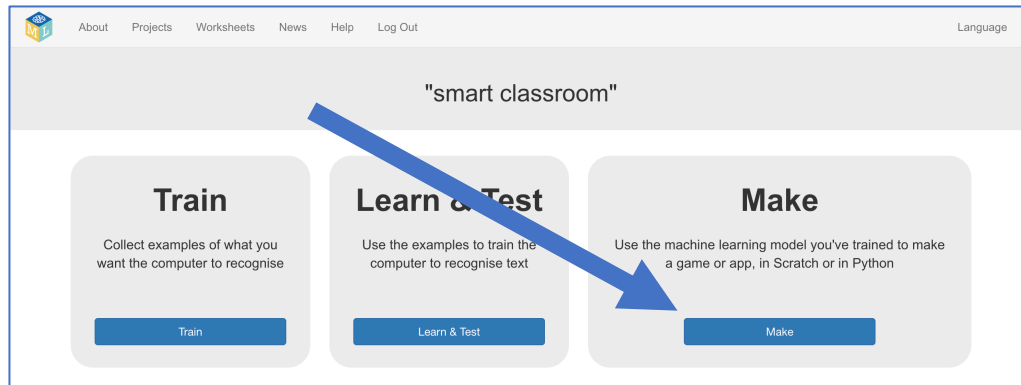 ML About Projects Worksheets News Help Log Out Language
"smart classroom"
Train
Collect examples of what you
want the computer to recognise
Train
Learn & Test
Use the examples to train the
computer to recognise text
Learn & Test
Make
Use the machine learning model you've trained to make
a game or app, in Scratch or in Python
Make